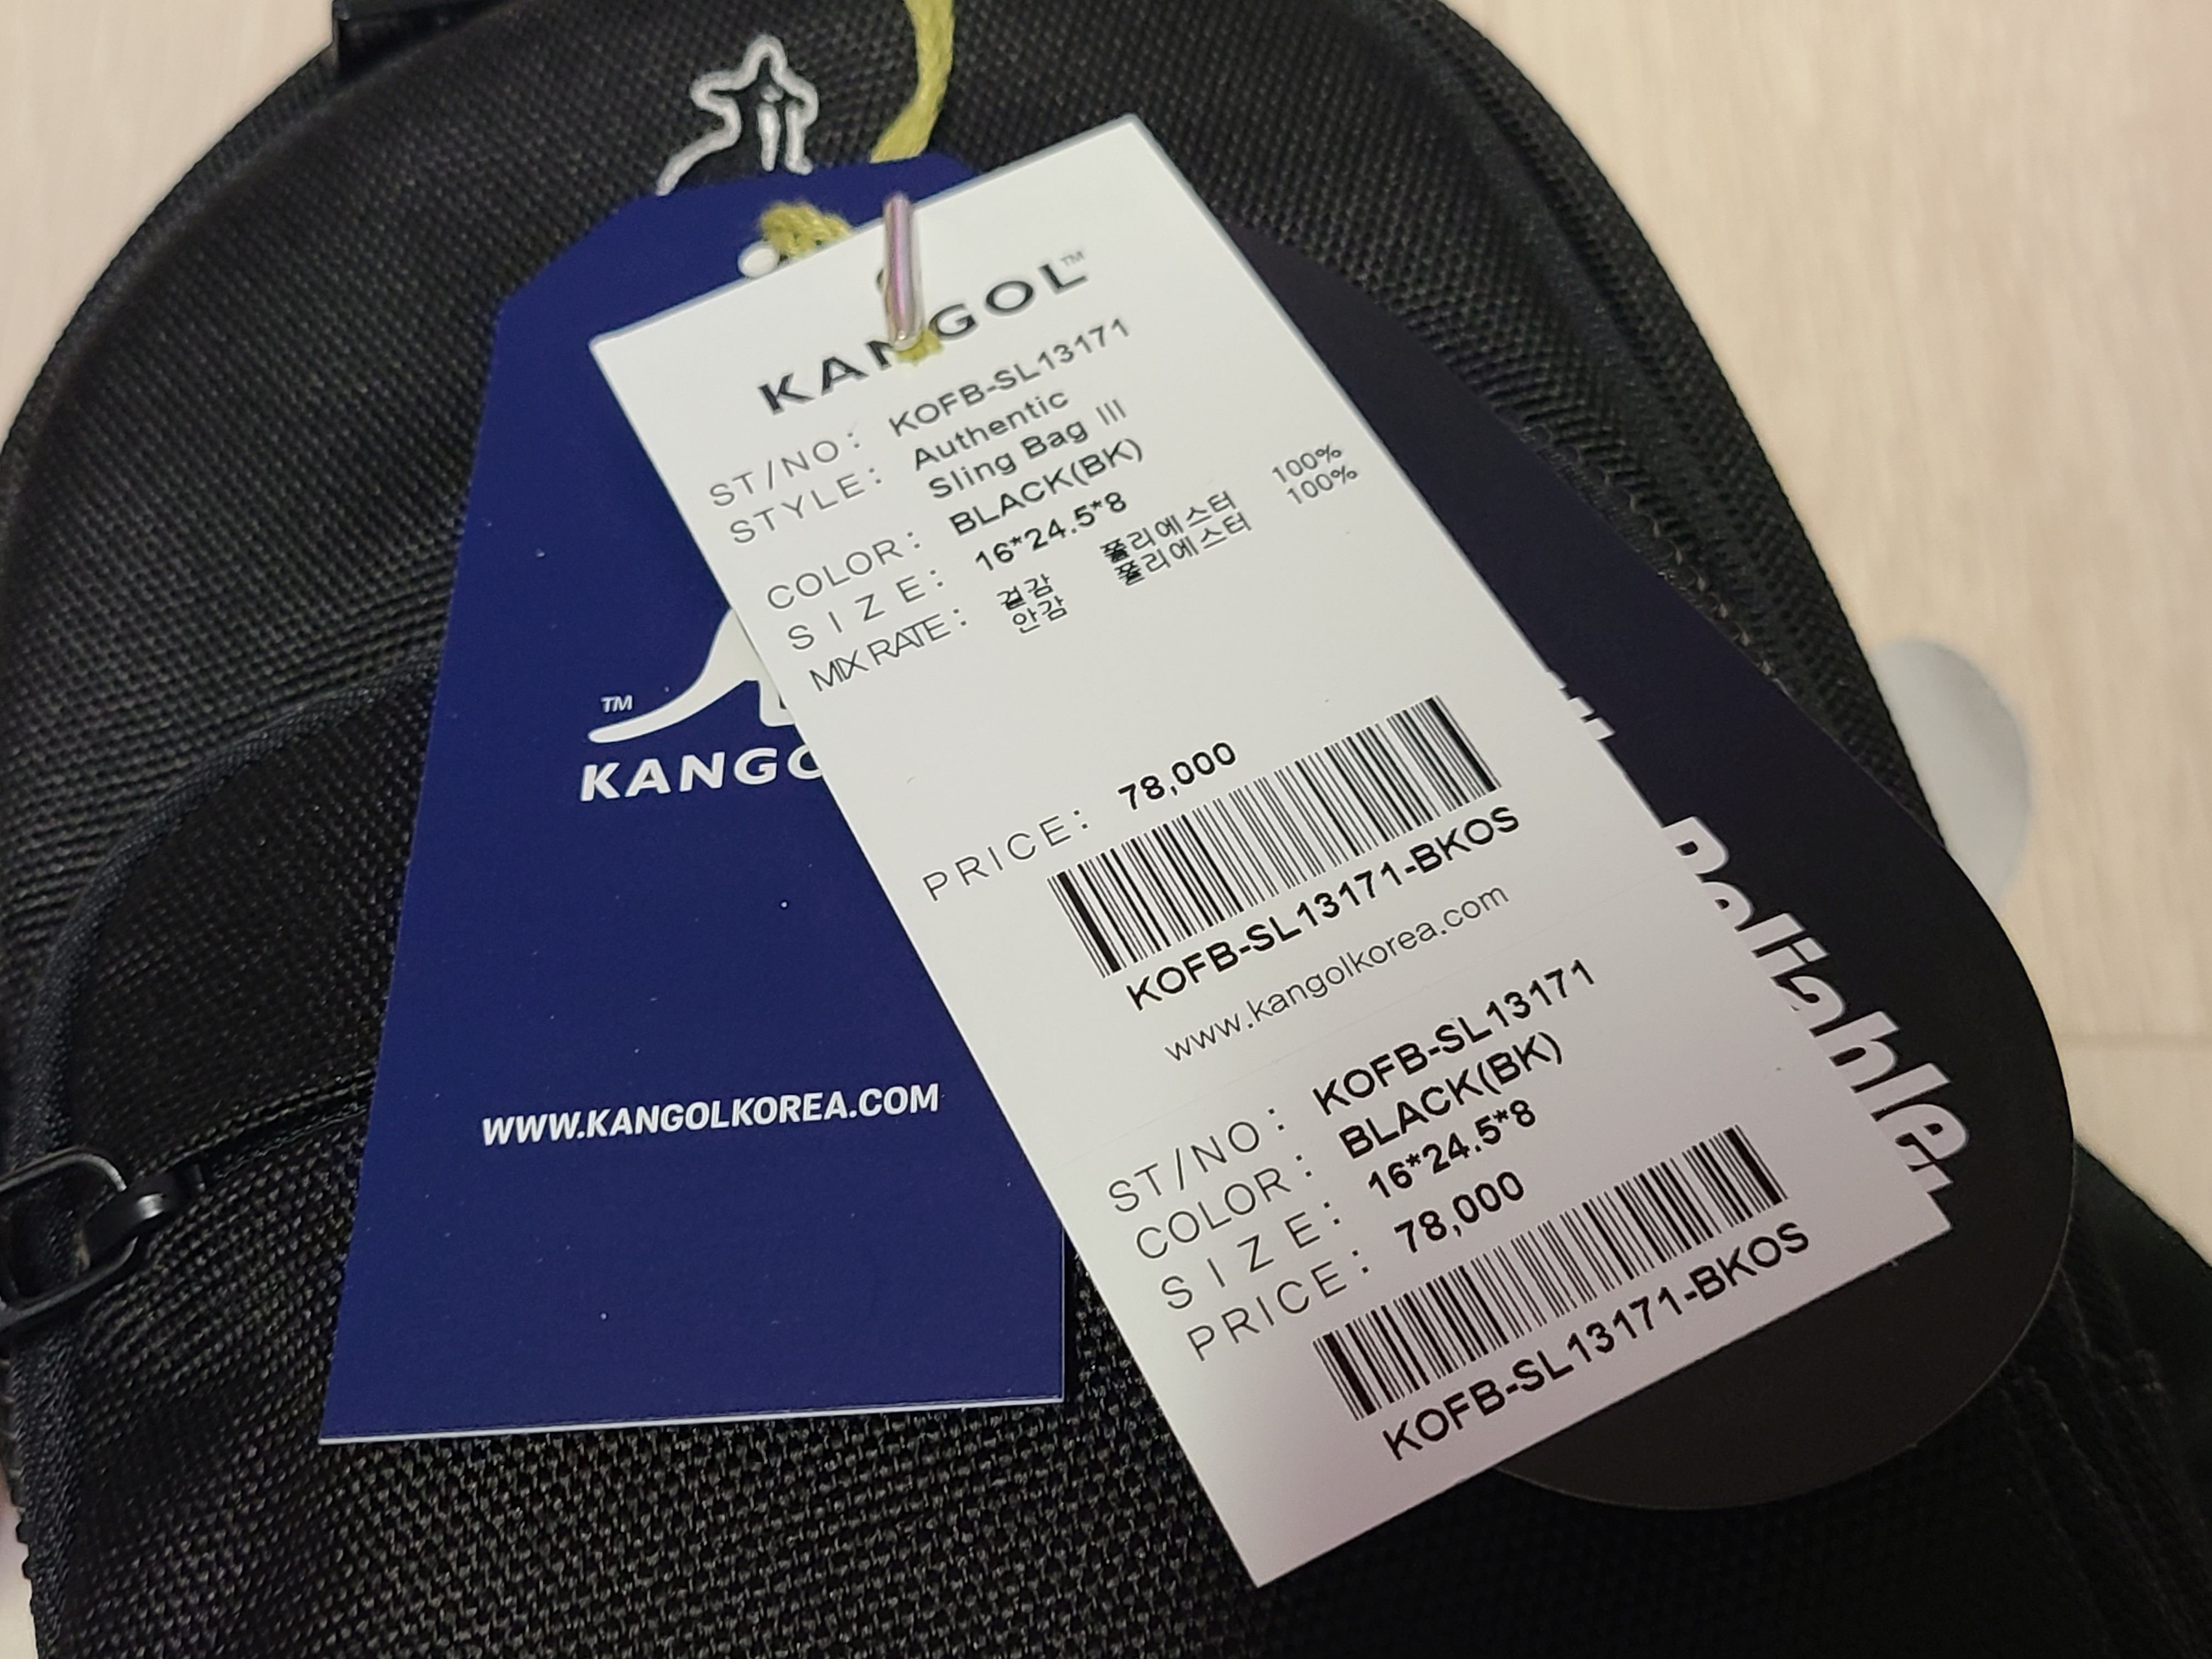 KANGOL™
ST/NO: KOFB-SL13171
STYLE: Authentic
Sling Bag III
COLOR: BLACK(BK)
SIZE: 16*24.5*8
MIX RATE: 겉감 폴리에스터 100%
안감 폴리에스터 100%
PRICE: 78,000
KOFB-SL13171-BKOS
www.kangolkorea.com
ST/NO: KOFB-SL13171
COLOR: BLACK(BK)
SIZE: 16*24.5*8
PRICE: 78,000
KOFB-SL13171-BKOS
TM
KANGO
WWW.KANGOLKOREA.COM
Reliable